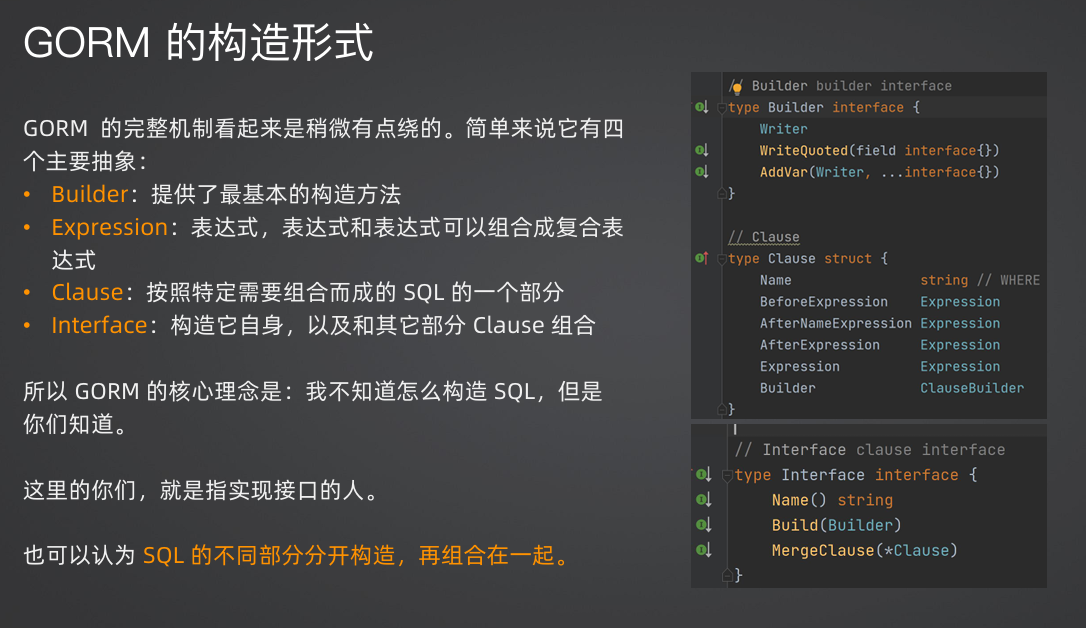 GORM 的构造形式
GORM 的完整机制看起来是稍微有点绕的。简单来说它有四
个主要抽象：
• Builder：提供了最基本的构造方法
• Expression：表达式，表达式和表达式可以组合成复合表
达式
• Clause：按照特定需要组合而成的 SQL 的一个部分
• Interface：构造它自身，以及和其它部分 Clause 组合
所以 GORM 的核心理念是：我不知道怎么构造 SQL，但是
你们知道。
这里的你们，就是指实现接口的人。
也可以认为 SQL 的不同部分分开构造，再组合在一起。
// Builder builder interface
type Builder interface {
Writer
WriteQuoted(field interface{})
AddVar(Writer, ...interface{})
}
// Clause
type Clause struct {
Name string // WHERE
BeforeExpression Expression
AfterNameExpression Expression
AfterExpression Expression
Expression Expression
Builder ClauseBuilder
}
// Interface clause interface
type Interface interface {
Name() string
Build(Builder)
MergeClause(*Clause)
}